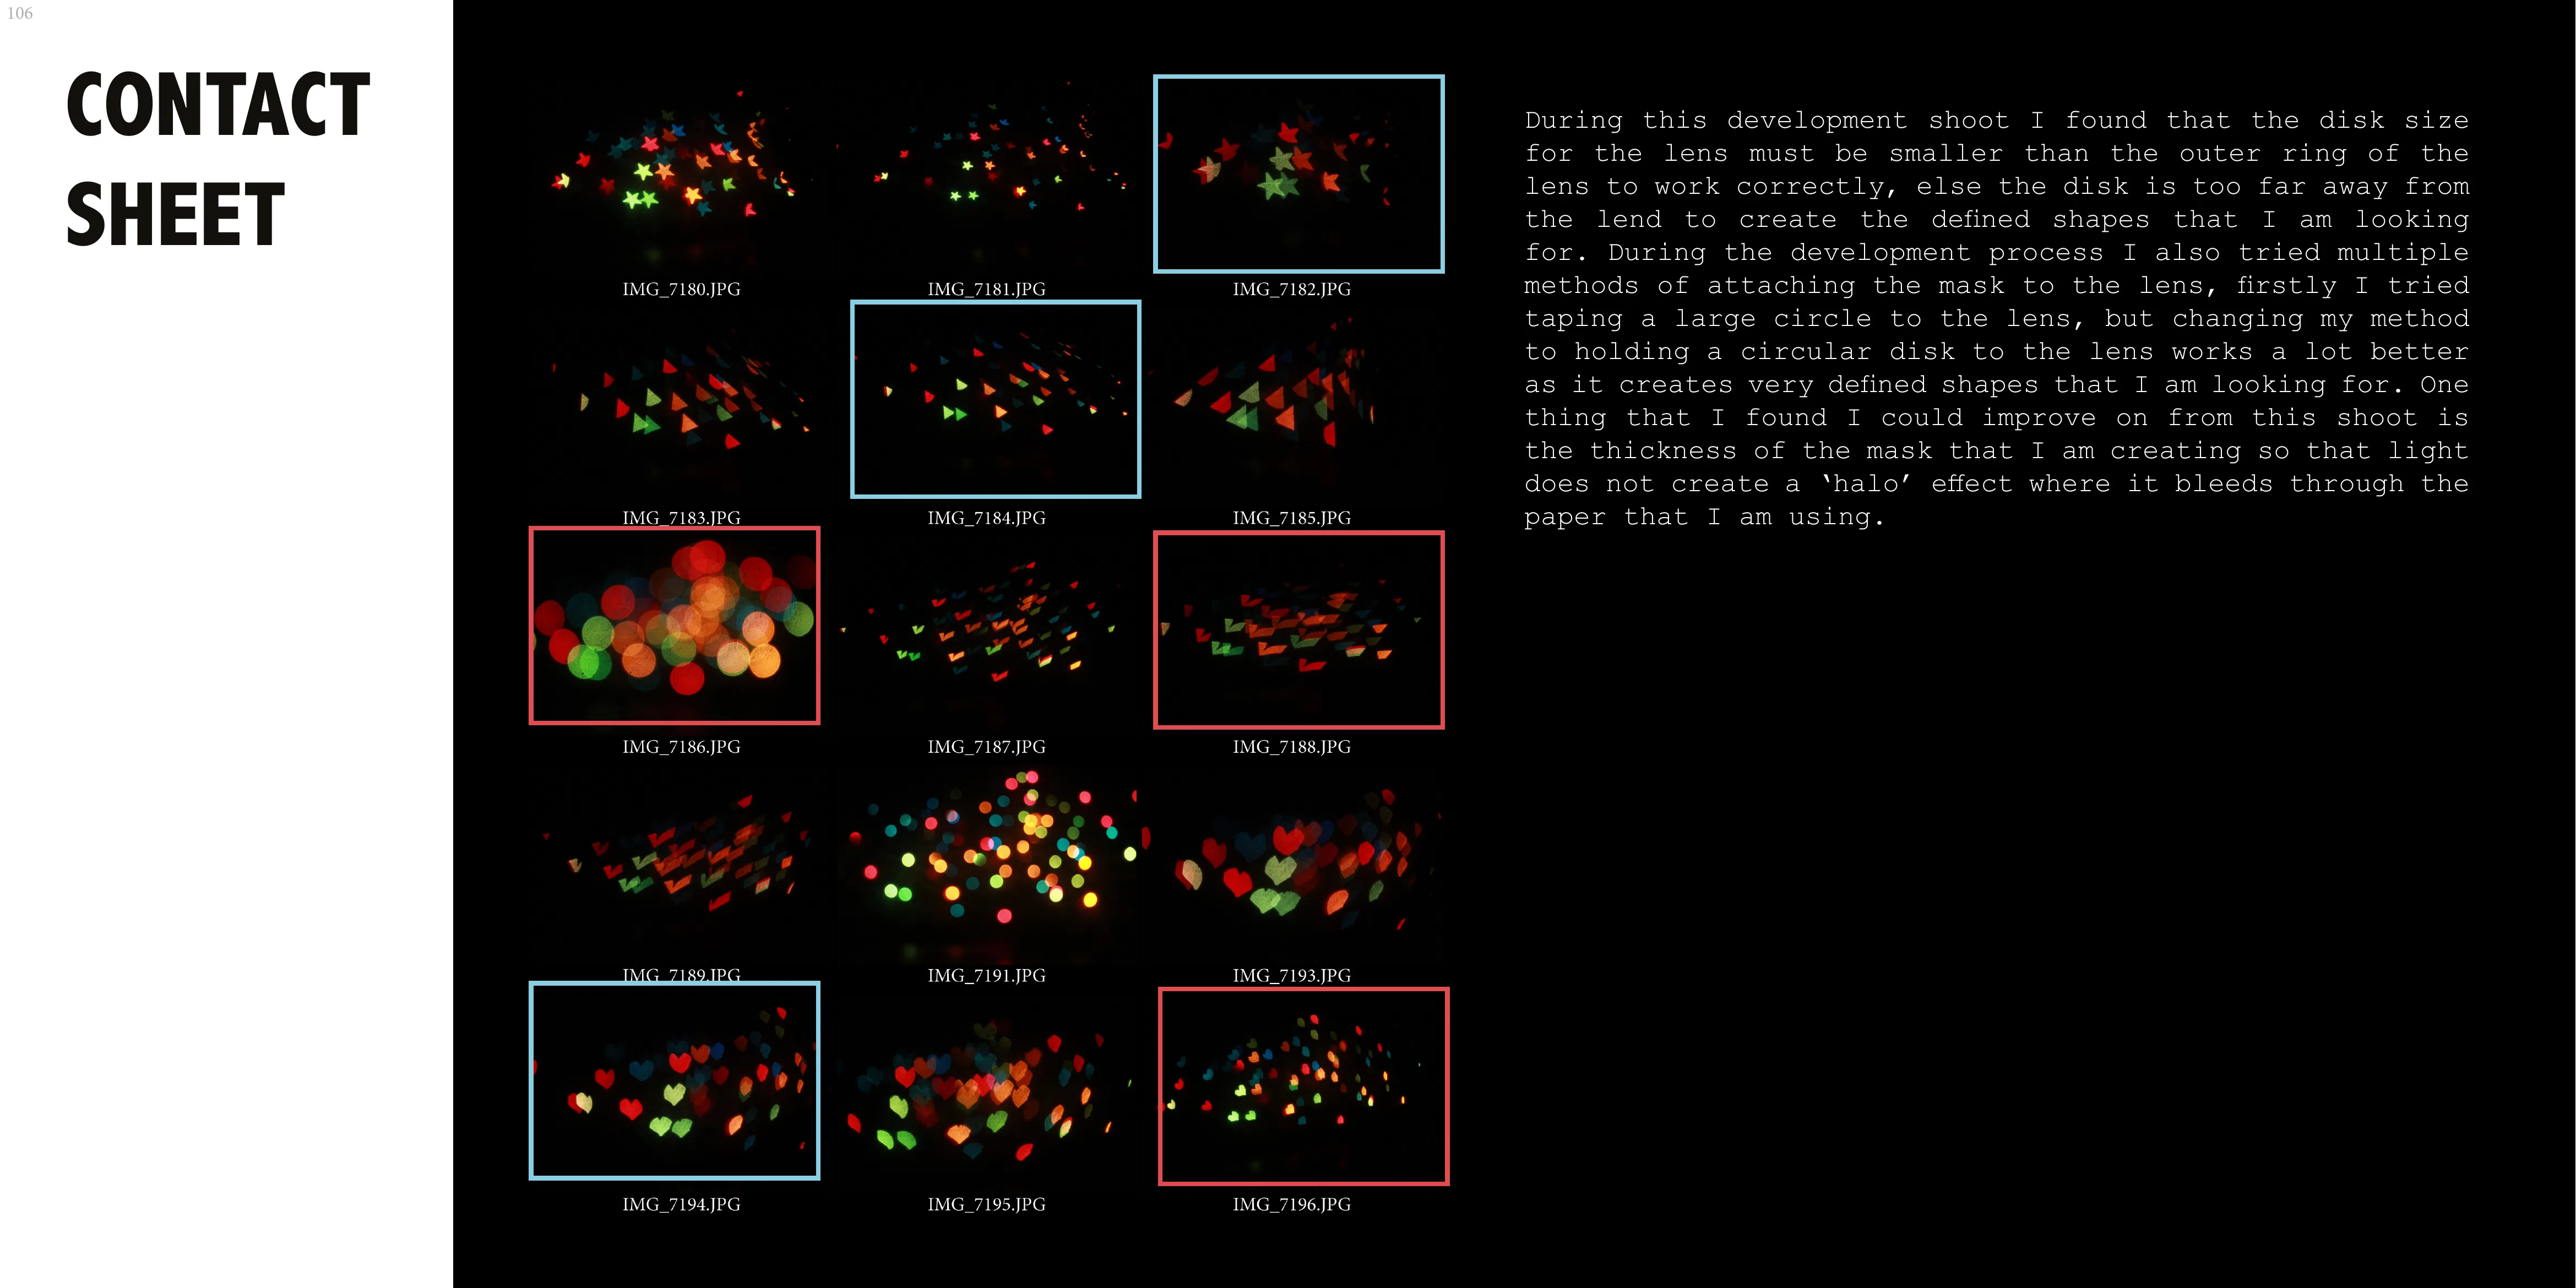 106
CONTACT
SHEET
IMG_7180.JPG
IMG_7181.JPG
IMG_7182.JPG
IMG_7183.JPG
IMG_7184.JPG
IMG_7185.JPG
IMG_7186.JPG
IMG_7187.JPG
IMG_7188.JPG
IMG_7189.JPG
IMG_7191.JPG
IMG_7193.JPG
IMG_7194.JPG
IMG_7195.JPG
IMG_7196.JPG
During this development shoot I found that the disk size
for the lens must be smaller than the outer ring of the
lens to work correctly, else the disk is too far away from
the lend to create the defined shapes that I am looking
for. During the development process I also tried multiple
methods of attaching the mask to the lens, firstly I tried
taping a large circle to the lens, but changing my method
to holding a circular disk to the lens works a lot better
as it creates very defined shapes that I am looking for. One
thing that I found I could improve on from this shoot is
the thickness of the mask that I am creating so that light
does not create a ‘halo’ effect where it bleeds through the
paper that I am using.